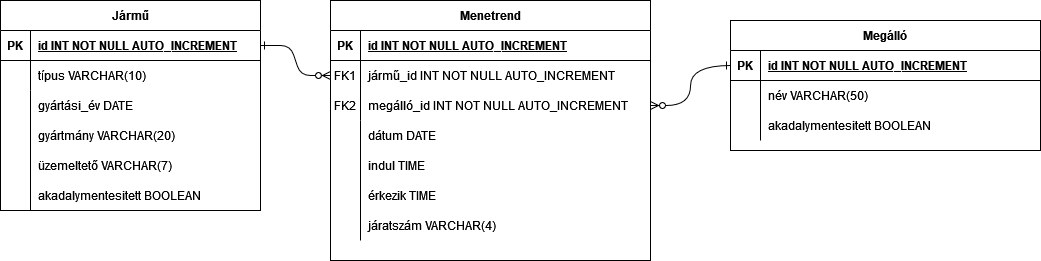 Jármű
PK id INT NOT NULL AUTO_INCREMENT
típus VARCHAR(10)
gyártási_év DATE
gyártmány VARCHAR(20)
üzemeltető VARCHAR(7)
akadalymentesitett BOOLEAN
Menetrend
PK id INT NOT NULL AUTO_INCREMENT
FK1 jármű_id INT NOT NULL AUTO_INCREMENT
FK2 megálló_id INT NOT NULL AUTO_INCREMENT
dátum DATE
indul TIME
érkezik TIME
járatszám VARCHAR(4)
Megálló
PK id INT NOT NULL AUTO_INCREMENT
név VARCHAR(50)
akadalymentesitett BOOLEAN